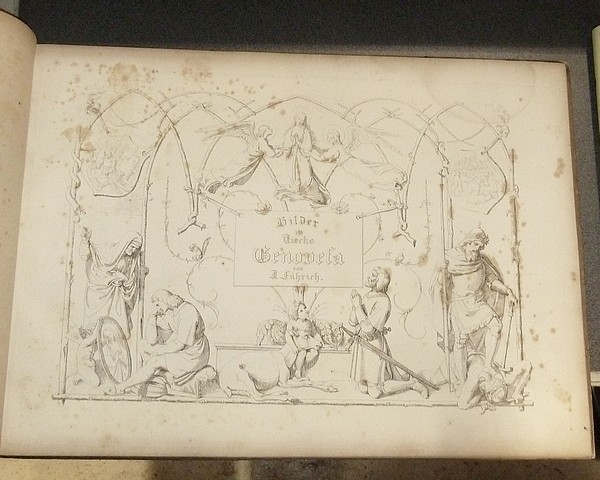 Bilder
zu
Tiecks
Genovefa
von
J. Führich.